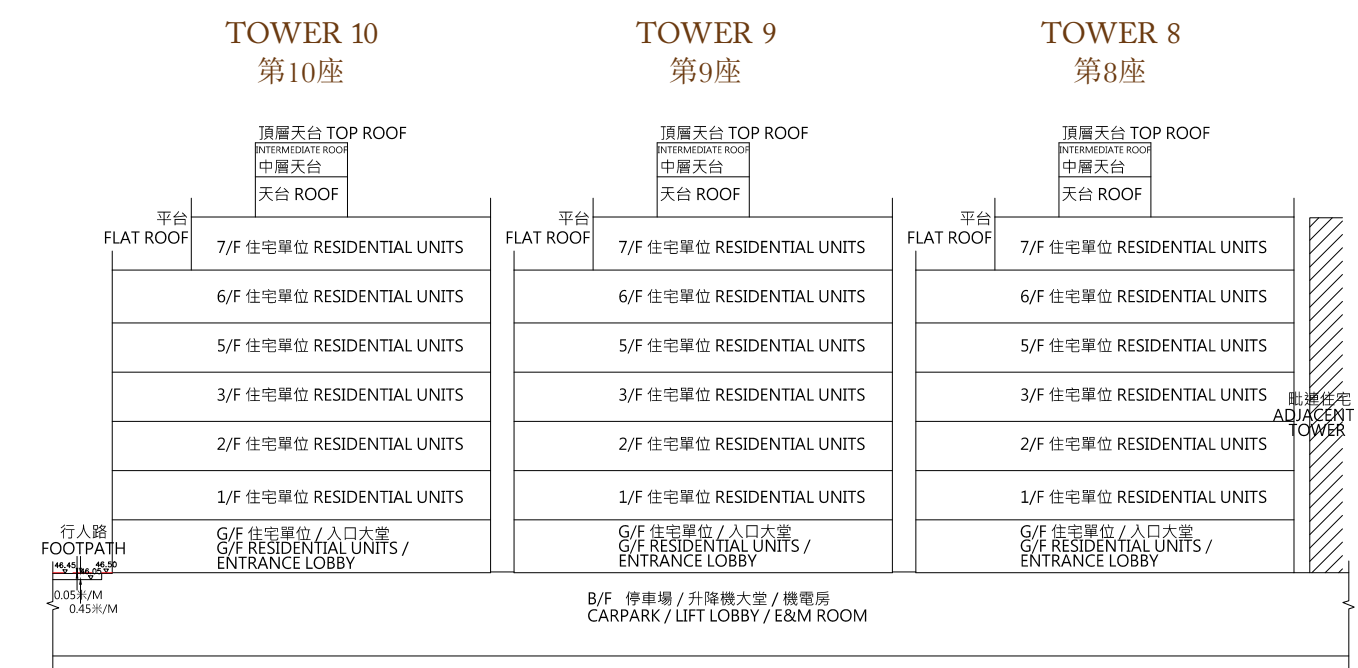 TOWER 10
第10座
頂層天台 TOP ROOF
INTERMEDIATE ROOF
中層天台
天台 ROOF
平台
FLAT ROOF
7/F 住宅單位 RESIDENTIAL UNITS
6/F 住宅單位 RESIDENTIAL UNITS
5/F 住宅單位 RESIDENTIAL UNITS
3/F 住宅單位 RESIDENTIAL UNITS
2/F 住宅單位 RESIDENTIAL UNITS
1/F 住宅單位 RESIDENTIAL UNITS
G/F 住宅單位 / 入口大堂
G/F RESIDENTIAL UNITS /
ENTRANCE LOBBY
行人路
FOOTPATH
46.45
46.05
46.50
0.05米/M
0.45米/M
TOWER 9
第9座
頂層天台 TOP ROOF
INTERMEDIATE ROOF
中層天台
天台 ROOF
平台
FLAT ROOF
7/F 住宅單位 RESIDENTIAL UNITS
6/F 住宅單位 RESIDENTIAL UNITS
5/F 住宅單位 RESIDENTIAL UNITS
3/F 住宅單位 RESIDENTIAL UNITS
2/F 住宅單位 RESIDENTIAL UNITS
1/F 住宅單位 RESIDENTIAL UNITS
G/F 住宅單位 / 入口大堂
G/F RESIDENTIAL UNITS /
ENTRANCE LOBBY
TOWER 8
第8座
頂層天台 TOP ROOF
INTERMEDIATE ROOF
中層天台
天台 ROOF
平台
FLAT ROOF
7/F 住宅單位 RESIDENTIAL UNITS
6/F 住宅單位 RESIDENTIAL UNITS
5/F 住宅單位 RESIDENTIAL UNITS
3/F 住宅單位 RESIDENTIAL UNITS
2/F 住宅單位 RESIDENTIAL UNITS
1/F 住宅單位 RESIDENTIAL UNITS
G/F 住宅單位 / 入口大堂
G/F RESIDENTIAL UNITS /
ENTRANCE LOBBY
毗連住宅
ADJACENT
TOWER
B/F 停車場 / 升降機大堂 / 機電房
CARPARK / LIFT LOBBY / E&M ROOM